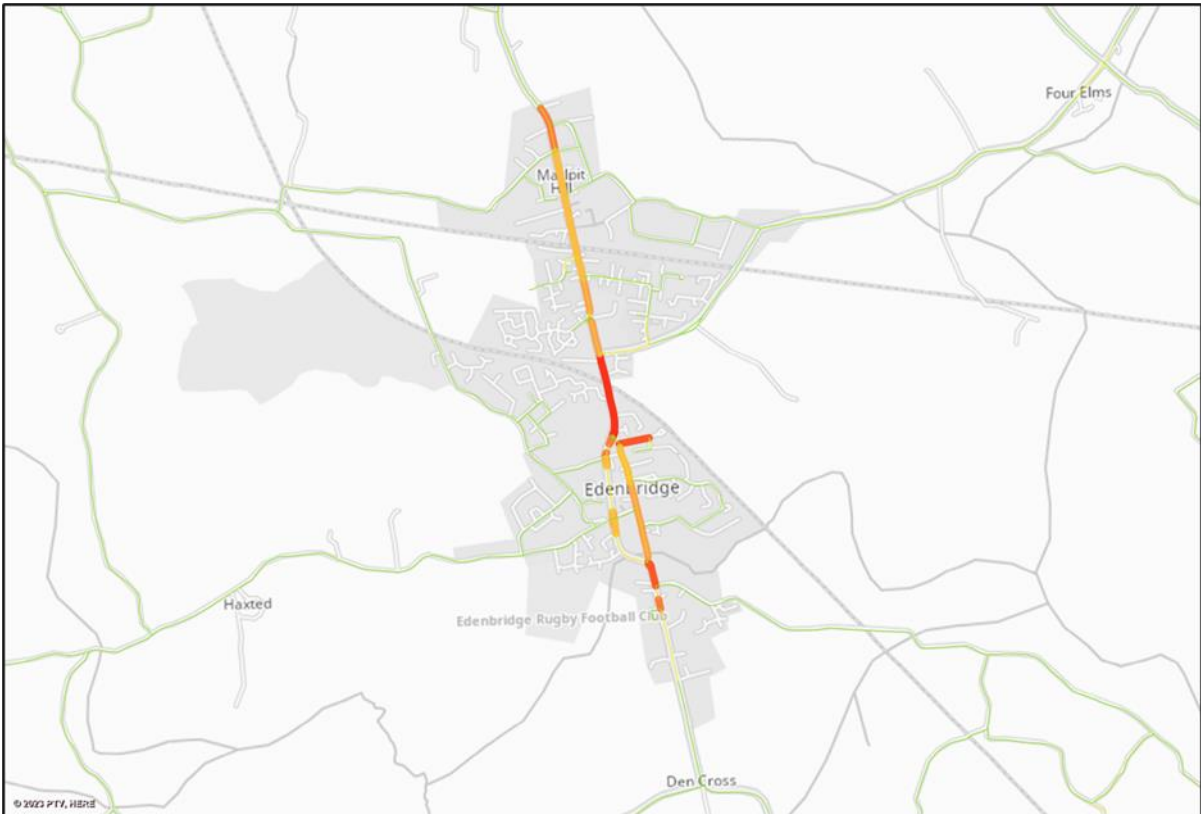 Four Elms
Marlpit
Hill
Edenbridge
Haxted
Edenbridge Rugby Football Club
Den Cross
© 2023 PTV, HERE